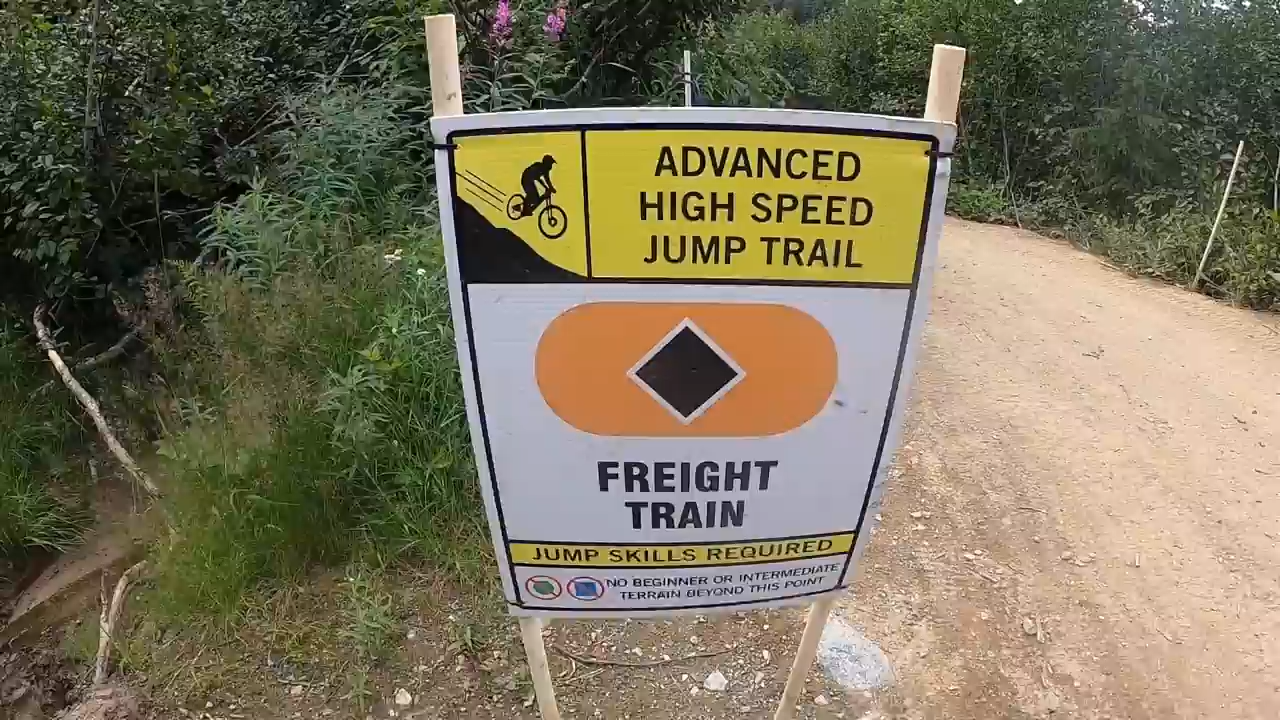 ADVANCED
HIGH SPEED
JUMP TRAIL
FREIGHT
TRAIN
JUMP SKILLS REQUIRED
NO BEGINNER OR INTERMEDIATE
TERRAIN BEYOND THIS POINT